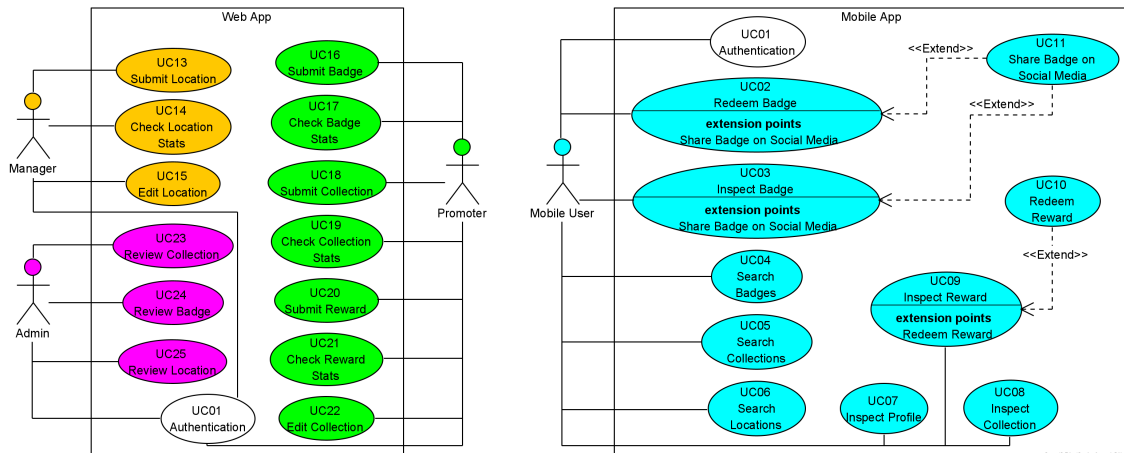 Web App
UC13
Submit Location
UC14
Check Location
Stats
UC15
Edit Location
Manager
UC23
Review Collection
UC24
Review Badge
UC25
Review Location
Admin
UC01
Authentication
UC16
Submit Badge
UC17
Check Badge
Stats
UC18
Submit Collection
UC19
Check Collection
Stats
UC20
Submit Reward
UC21
Check Reward
Stats
UC22
Edit Collection
Promoter
Mobile App
UC01
Authentication
UC02
Redeem Badge
extension points
Share Badge on Social Media
UC03
Inspect Badge
extension points
Share Badge on Social Media
Mobile User
UC04
Search
Badges
UC05
Search
Collections
UC06
Search
Locations
<<Extend>>
UC11
Share Badge on
Social Media
<<Extend>>
UC10
Redeem
Reward
<<Extend>>
UC09
Inspect Reward
extension points
Redeem Reward
UC07
Inspect Profile
UC08
Inspect
Collection